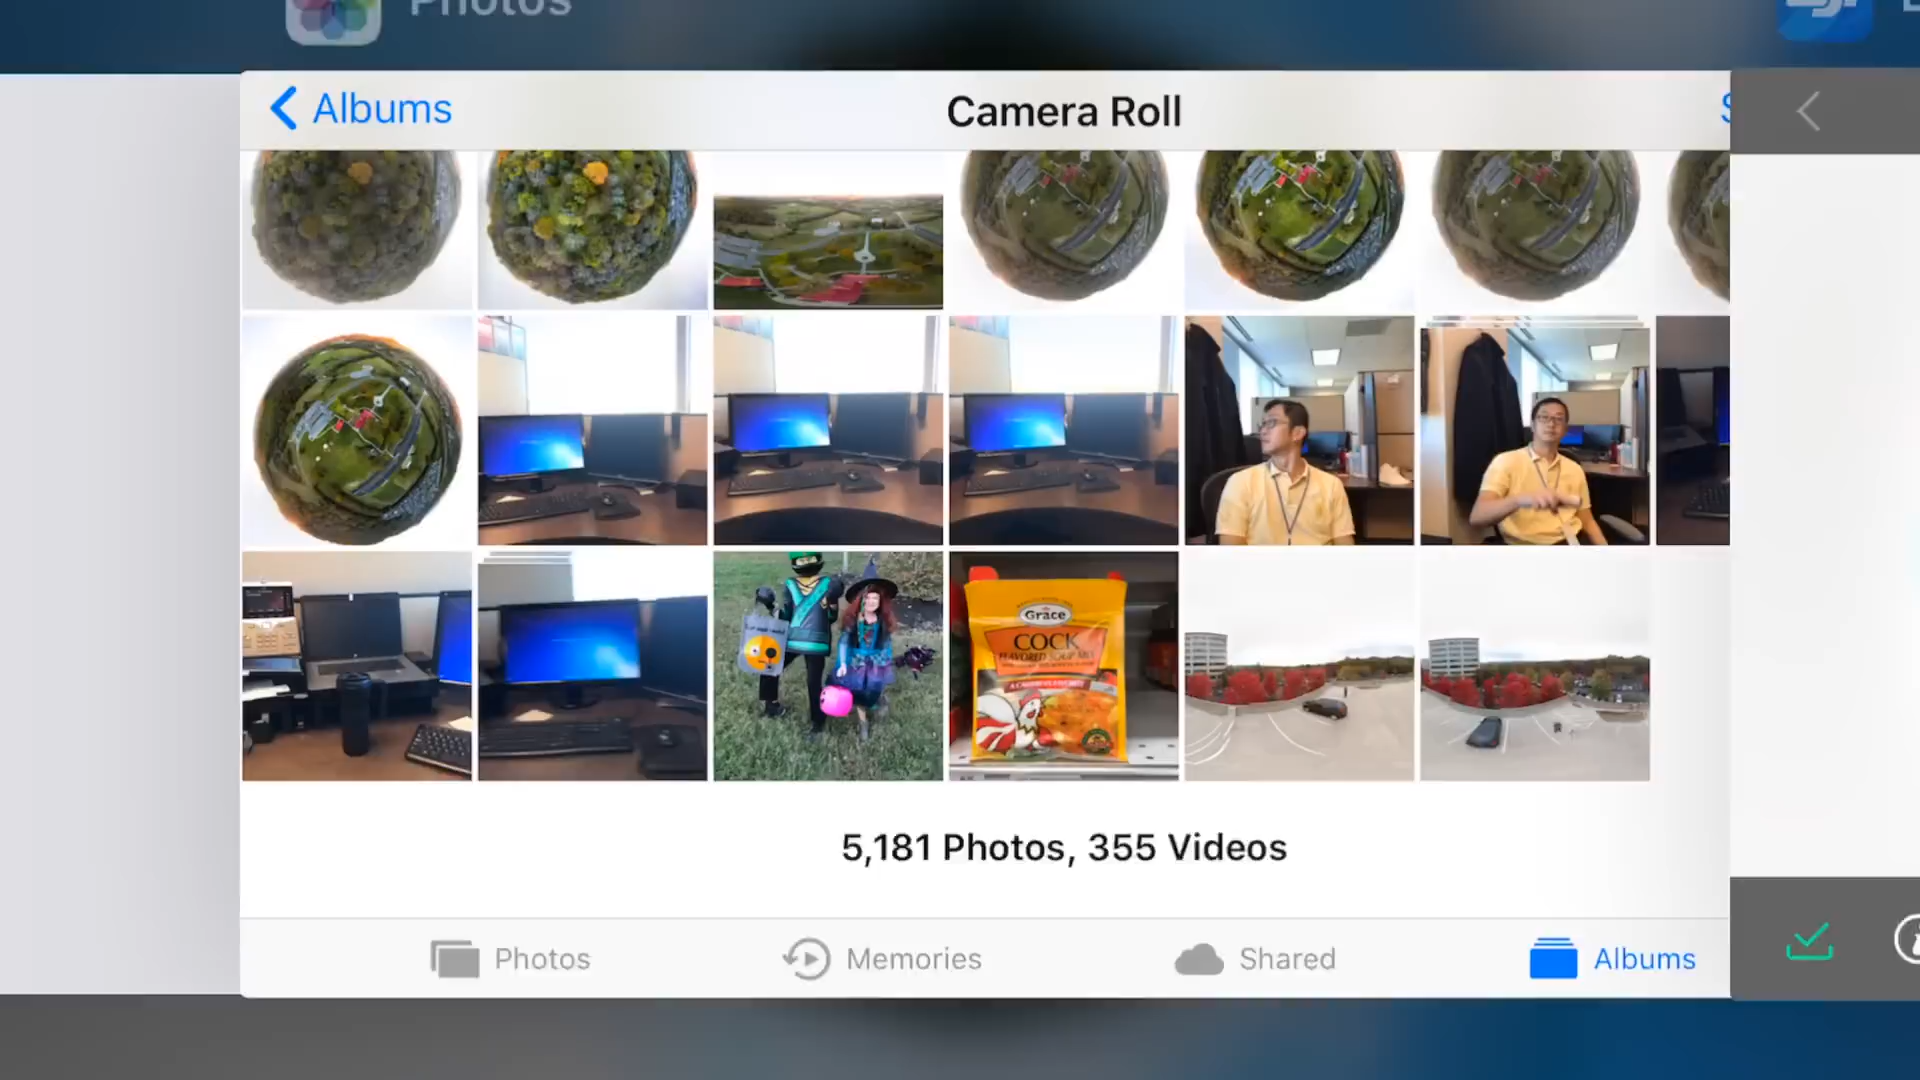 Photos
Albums
Camera Roll
Grace
COCK
FLAVORED SOUP MIX
5,181 Photos, 355 Videos
Photos
Memories
Shared
Albums